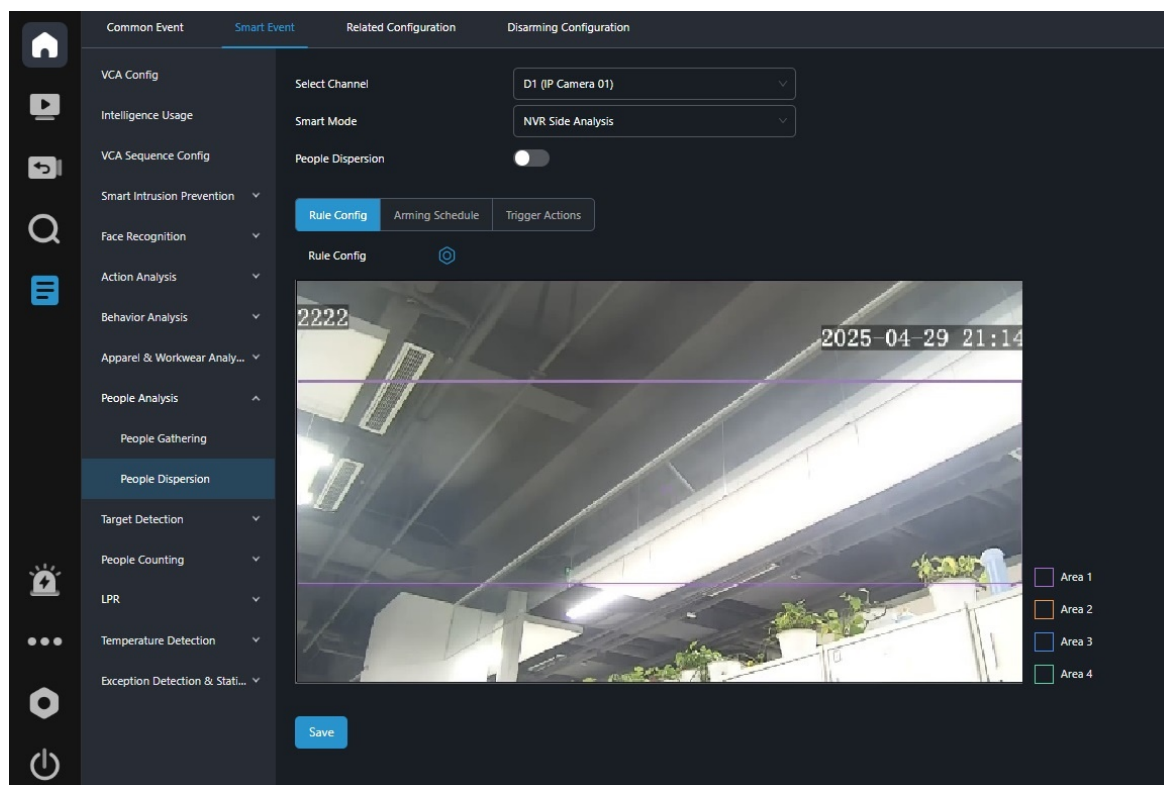 Common Event
Smart Event
Related Configuration
Disarming Configuration
VCA Config
Intelligence Usage
VCA Sequence Config
Smart Intrusion Prevention
Face Recognition
Action Analysis
Behavior Analysis
Apparel & Workwear Analy...
People Analysis
People Gathering
People Dispersion
Target Detection
People Counting
LPR
Temperature Detection
Exception Detection & Stati...
Select Channel
D1 (IP Camera 01)
Smart Mode
NVR Side Analysis
People Dispersion
Rule Config
Arming Schedule
Trigger Actions
Rule Config
2222
2025-04-29 21:14
Area 1
Area 2
Area 3
Area 4
Save